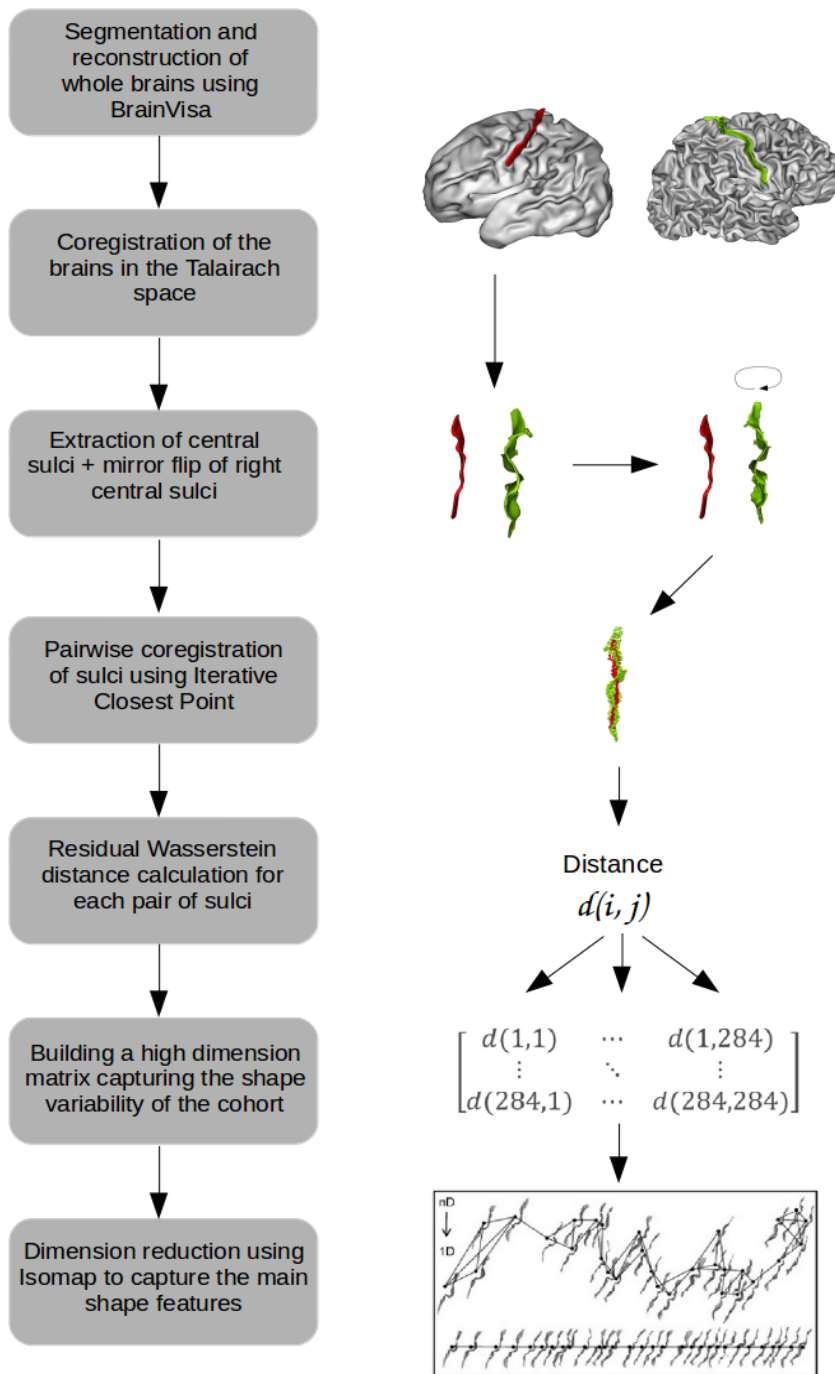 Segmentation and
reconstruction of
whole brains using
BrainVisa
Coregistration of the
brains in the Talairach
space
Extraction of central
sulci + mirror flip of right
central sulci
Pairwise coregistration
of sulci using Iterative
Closest Point
Residual Wasserstein
distance calculation for
each pair of sulci
Building a high dimension
matrix capturing the shape
variability of the cohort
Dimension reduction using
Isomap to capture the main
shape features
Distance
d(i, j)
d(1,1) ⋯ d(1,284)
⋮ ⋱ ⋮
d(284,1) ⋯ d(284,284)
nD
1D